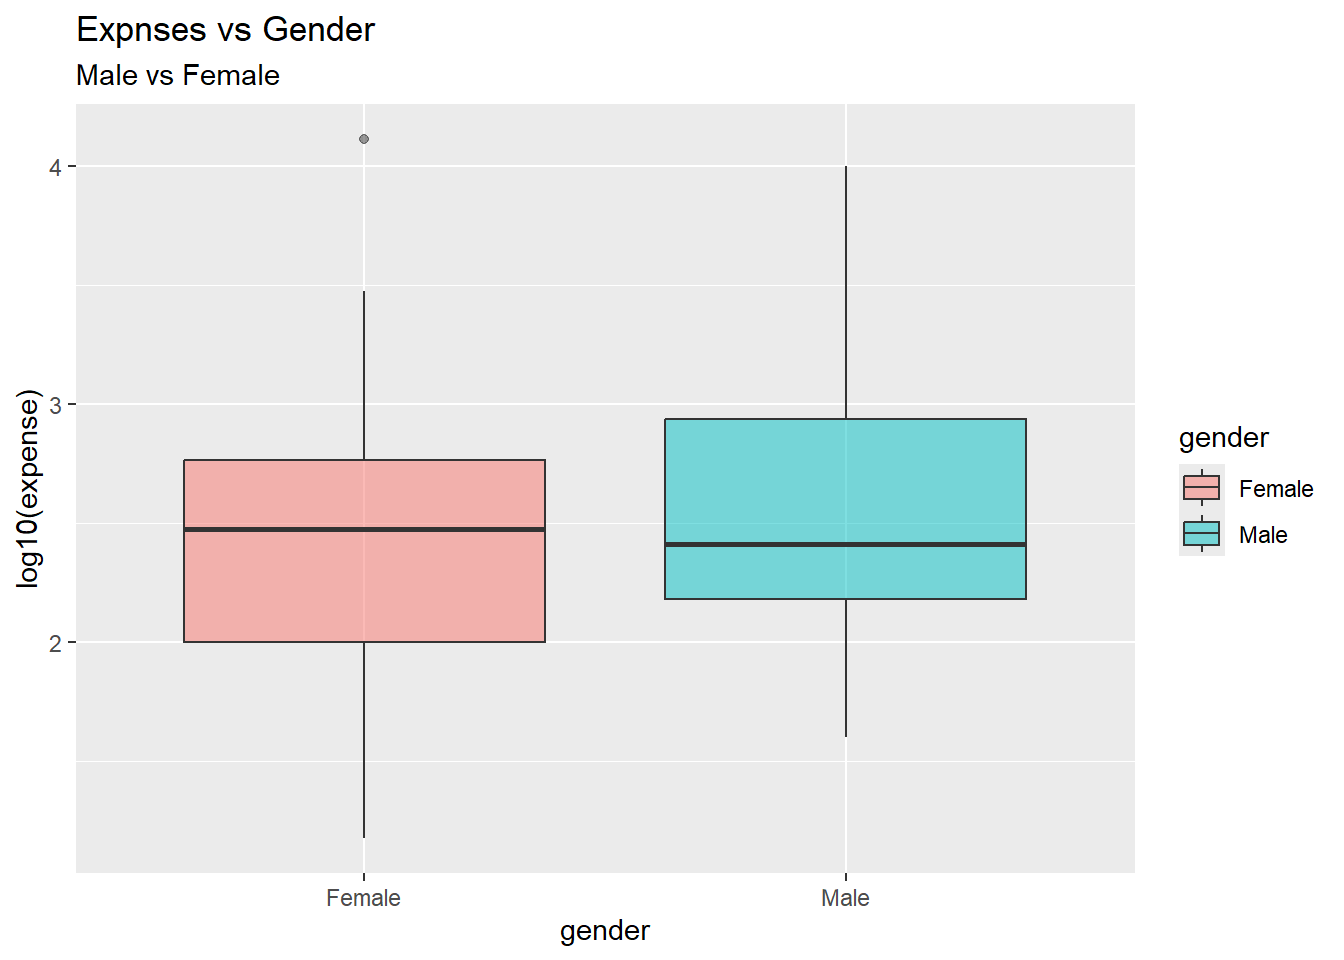 Expnses vs Gender
Male vs Female
4
3
2
log10(expense)
Female
Male
gender
gender
Female
Male